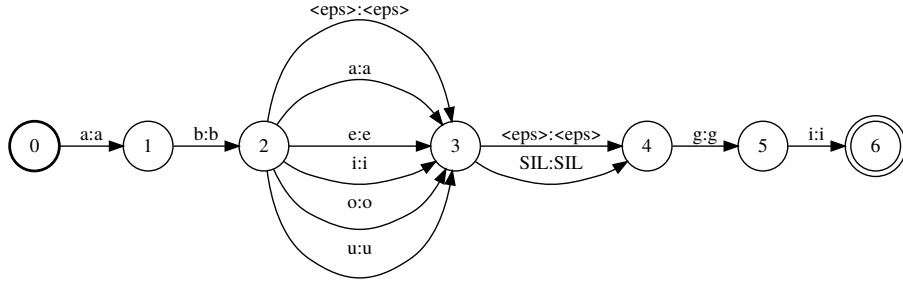 <eps>:<eps>
a:a
0 a:a 1 b:b 2 e:e 3 <eps>:<eps> 4 g:g 5 i:i 6
i:i SIL:SIL
o:o
u:u